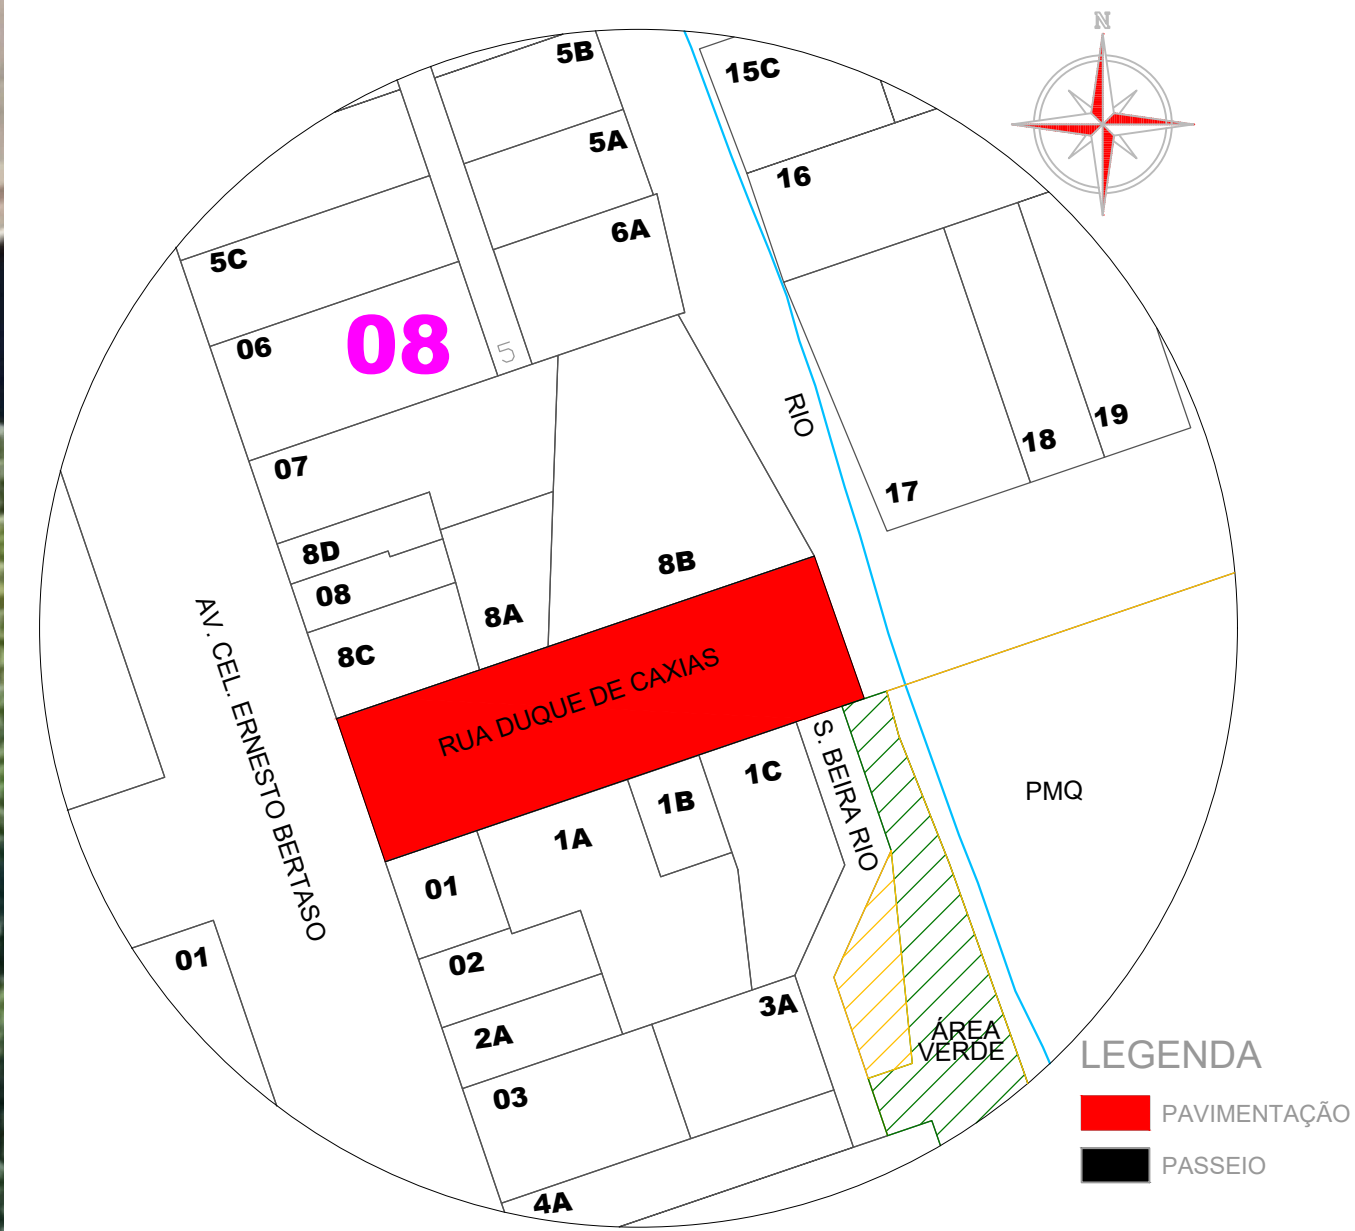 N
5B
15C
5A
16
6A
5C
06
08
5
RIO
07
19
18
17
8D
08
8B
8A
8C
AV. CEL. ERNESTO BERTASO
RUA DUQUE DE CAXIAS
S. BEIRA RIO
1C
1B
PMQ
1A
01
02
01
3A
2A
ÁREA
VERDE
03
4A
LEGENDA
PAVIMENTAÇÃO
PASSEIO